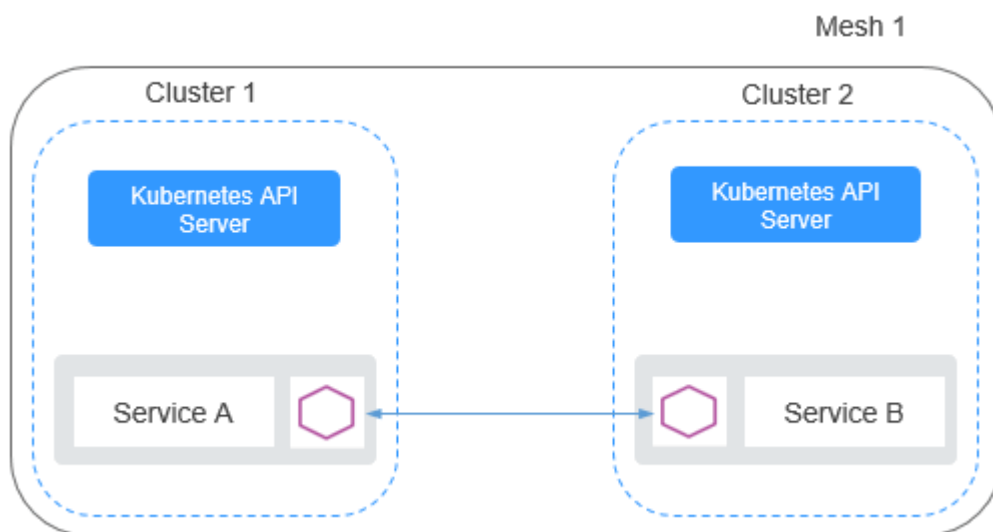 Mesh 1
Cluster 1
Cluster 2
Kubernetes API
Server
Kubernetes API
Server
Service A
Service B